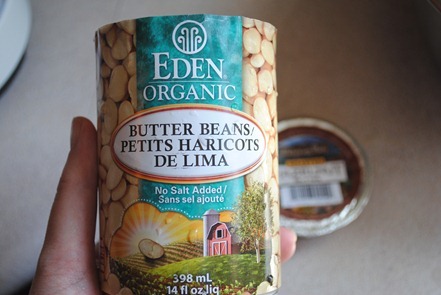 EDEN
ORGANIC
BUTTER BEANS/
PETITS HARICOTS
DE LIMA
No Salt Added/
Sans sel ajouté
398 mL
14 fl oz liq